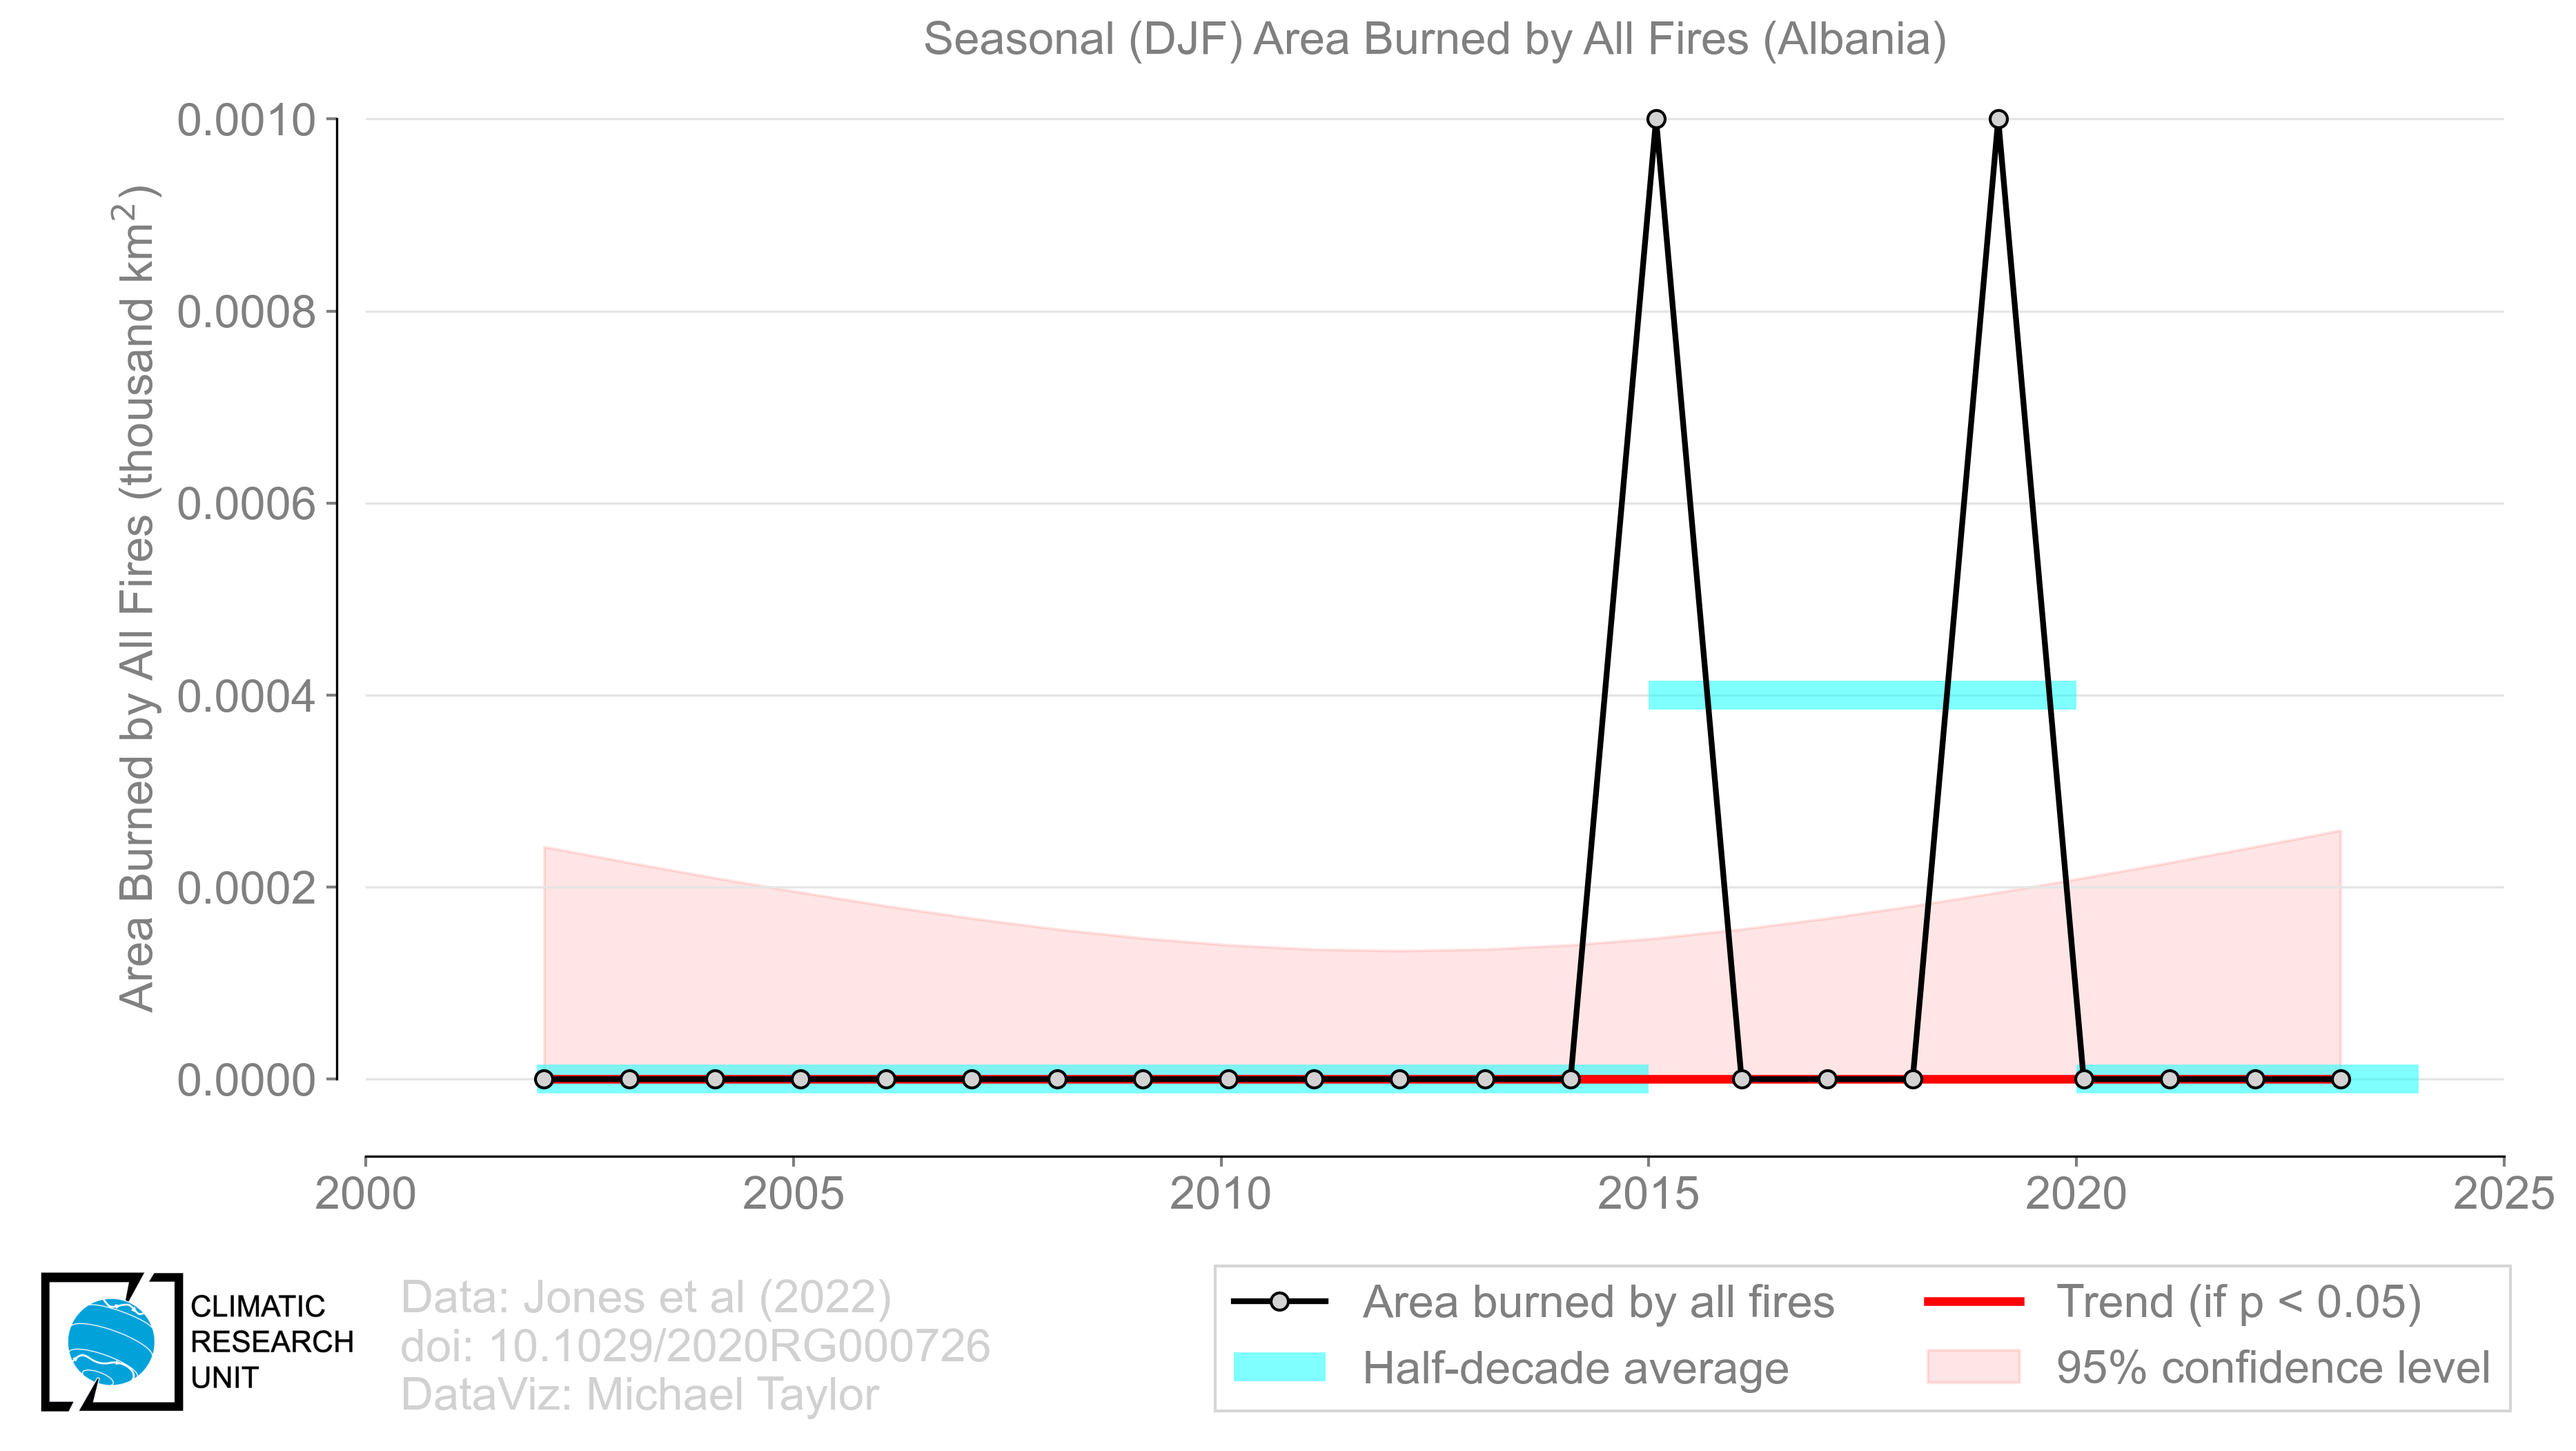 Seasonal (DJF) Area Burned by All Fires (Albania)
Area Burned by All Fires (thousand km²)
0.0010
0.0008
0.0006
0.0004
0.0002
0.0000
2000 2005 2010 2015 2020 2025
CLIMATIC
RESEARCH
UNIT
Data: Jones et al (2022)
doi: 10.1029/2020RG000726
DataViz: Michael Taylor
Area burned by all fires
Half-decade average
Trend (if p < 0.05)
95% confidence level